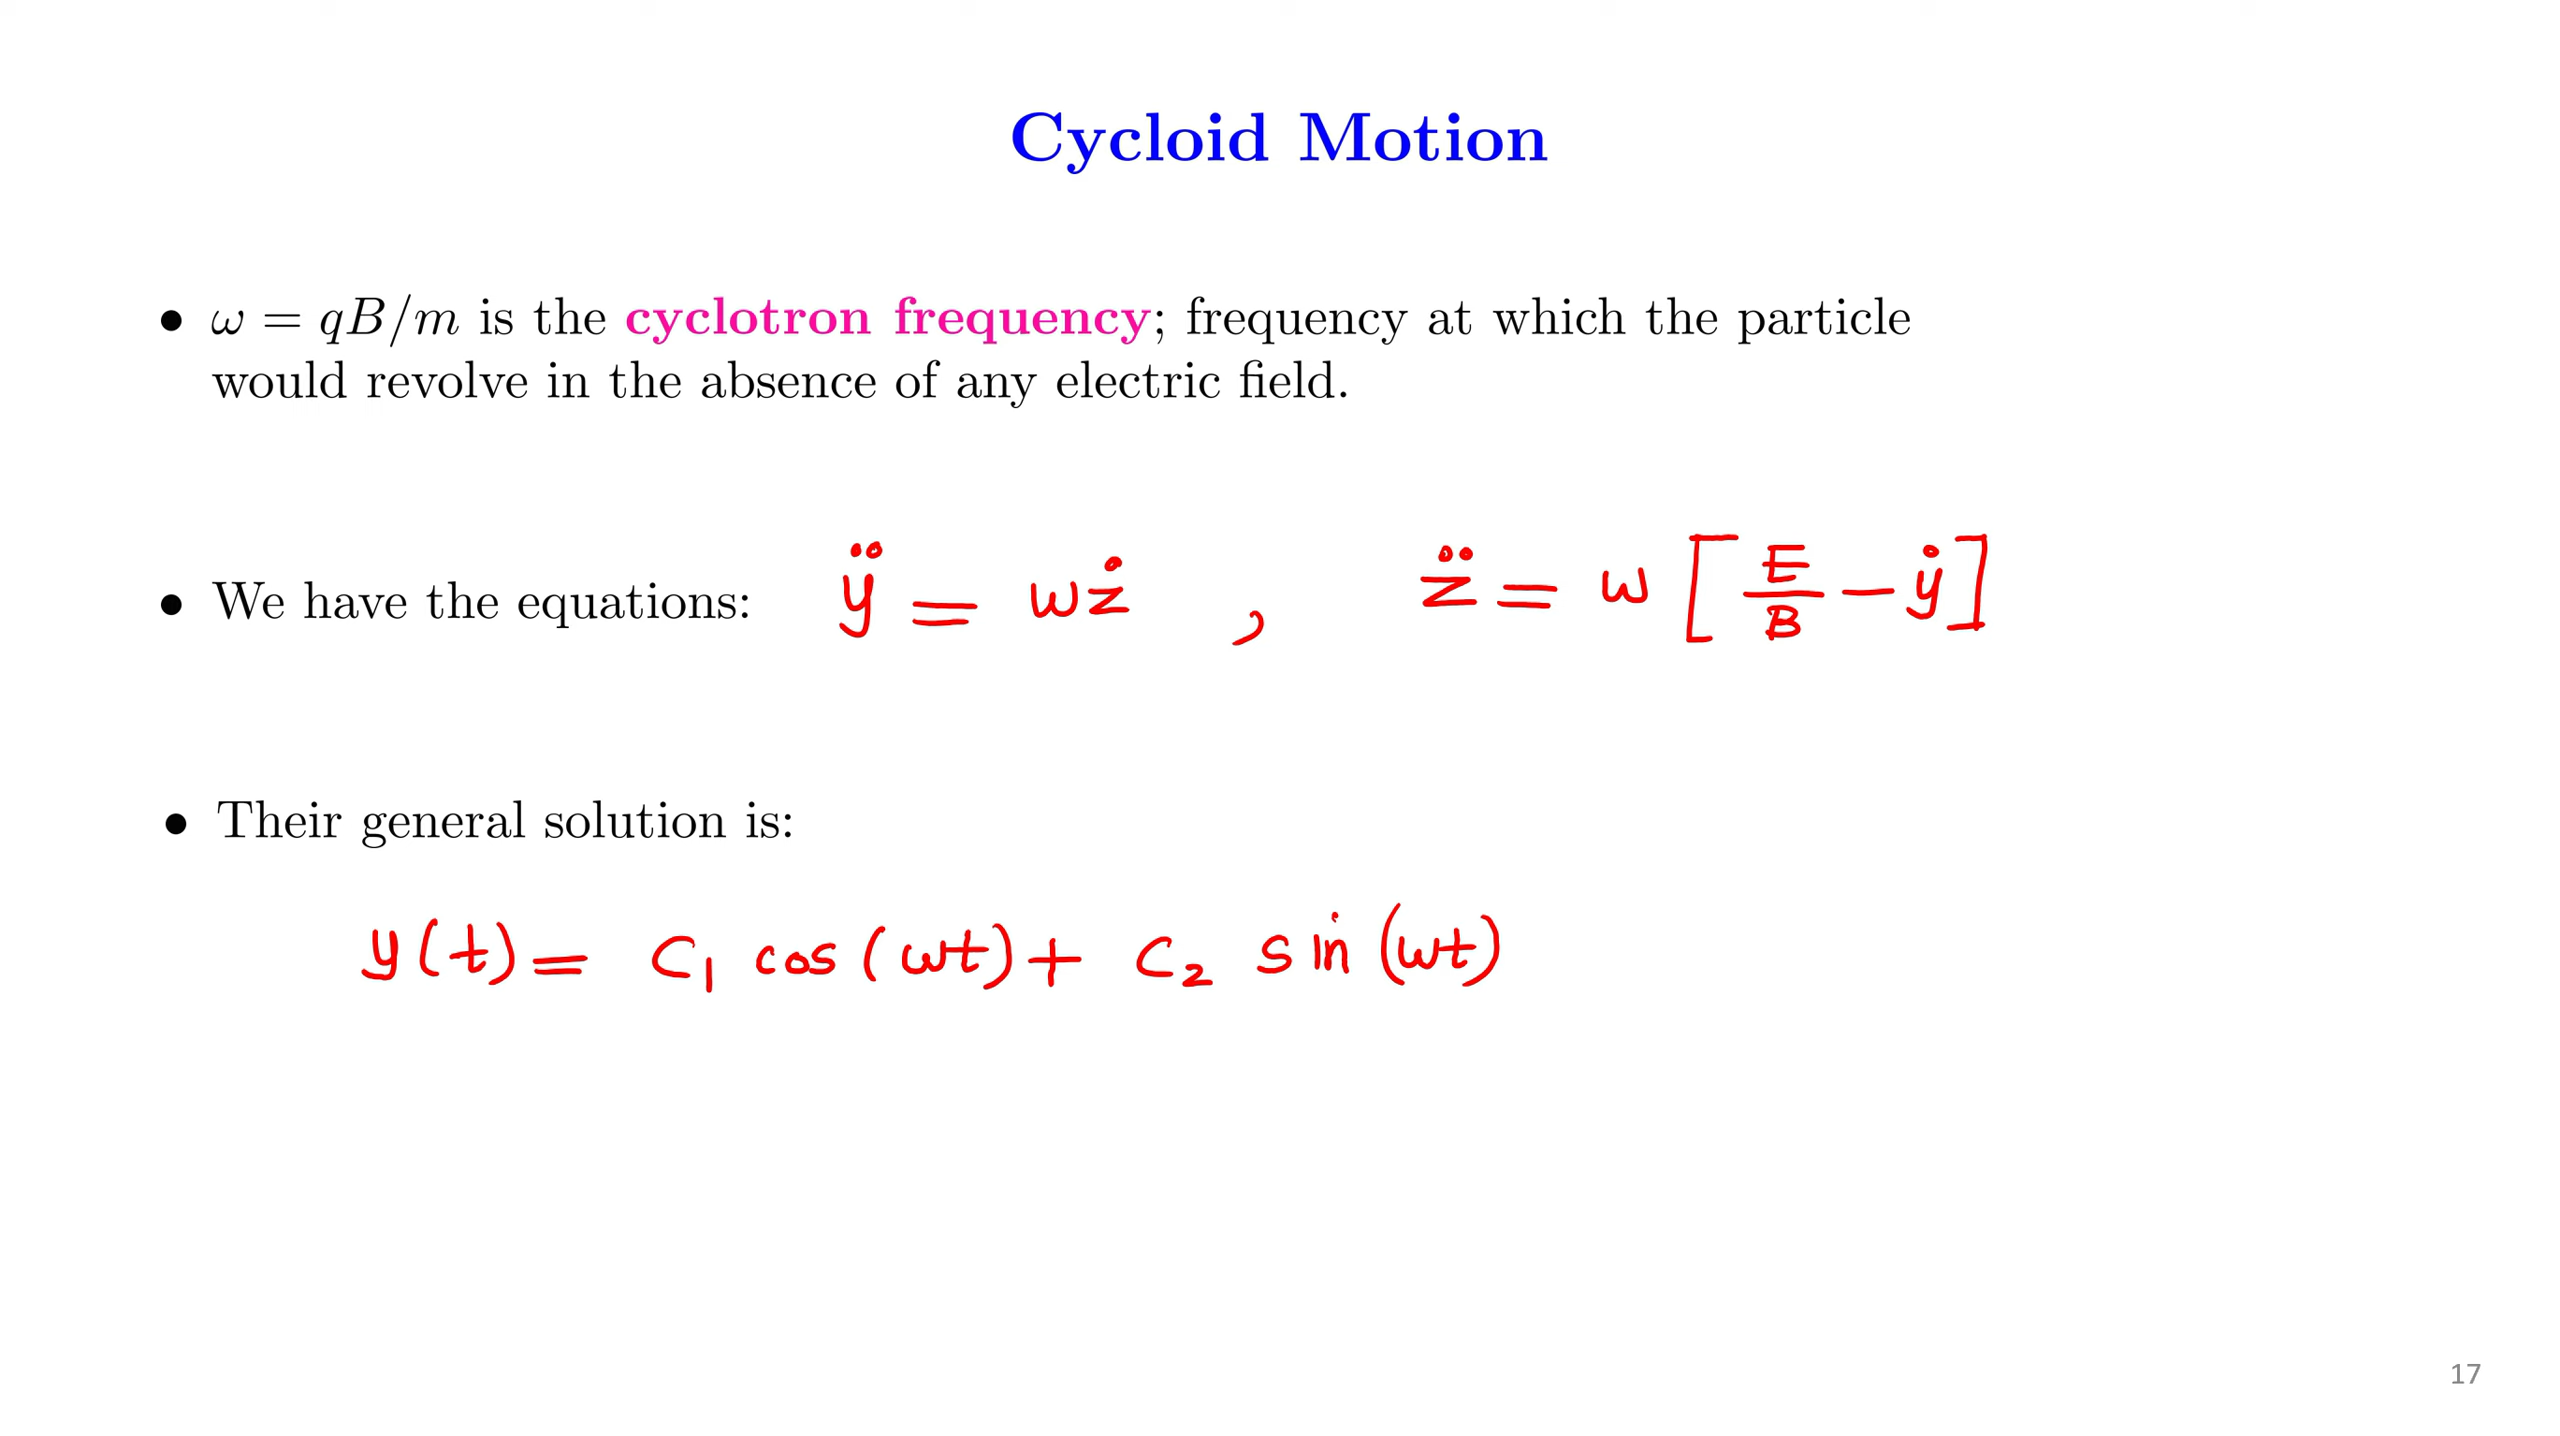 Cycloid Motion
• ω = qB/m is the cyclotron frequency; frequency at which the particle
would revolve in the absence of any electric field.
• We have the equations: ÿ = ωż , z̈ = ω [E/B − ẏ]
• Their general solution is:
y(t) = C₁ cos(ωt) + C₂ sin(ωt)
17